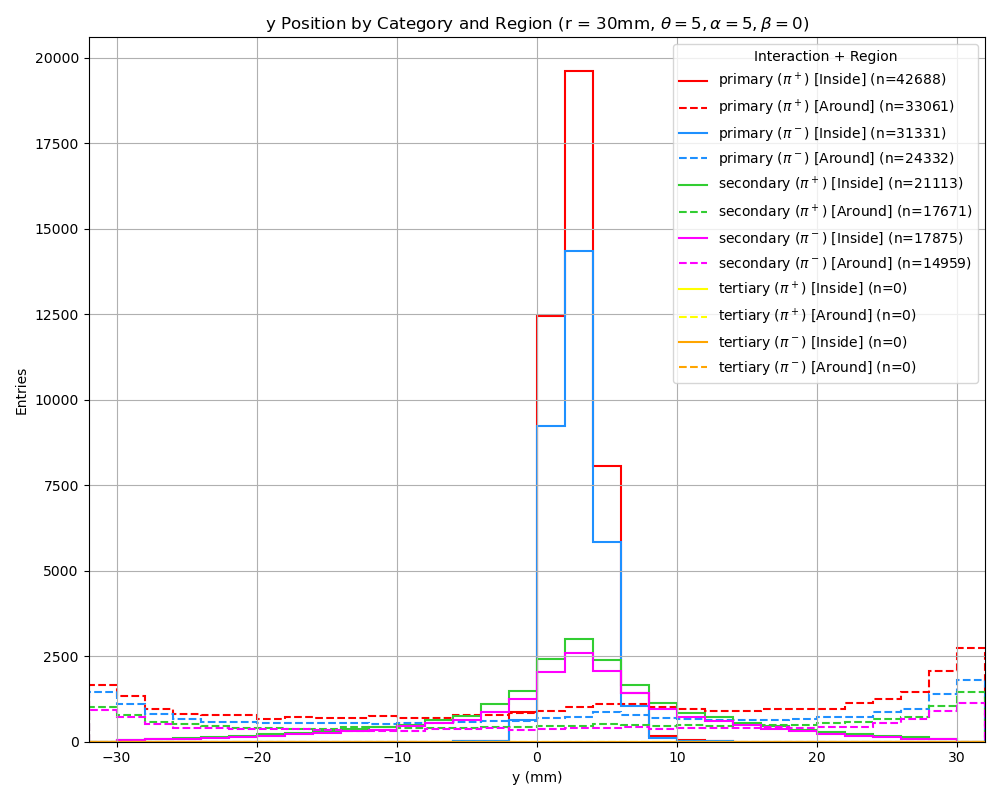 y Position by Category and Region (r = 30mm, θ = 5, α = 5, β = 0)
20000
17500
15000
12500
10000
7500
5000
2500
0
Entries
−30
−20
−10
0
10
20
30
y (mm)
Interaction + Region
primary (π⁺) [Inside] (n=42688)
primary (π⁺) [Around] (n=33061)
primary (π⁻) [Inside] (n=31331)
primary (π⁻) [Around] (n=24332)
secondary (π⁺) [Inside] (n=21113)
secondary (π⁺) [Around] (n=17671)
secondary (π⁻) [Inside] (n=17875)
secondary (π⁻) [Around] (n=14959)
tertiary (π⁺) [Inside] (n=0)
tertiary (π⁺) [Around] (n=0)
tertiary (π⁻) [Inside] (n=0)
tertiary (π⁻) [Around] (n=0)